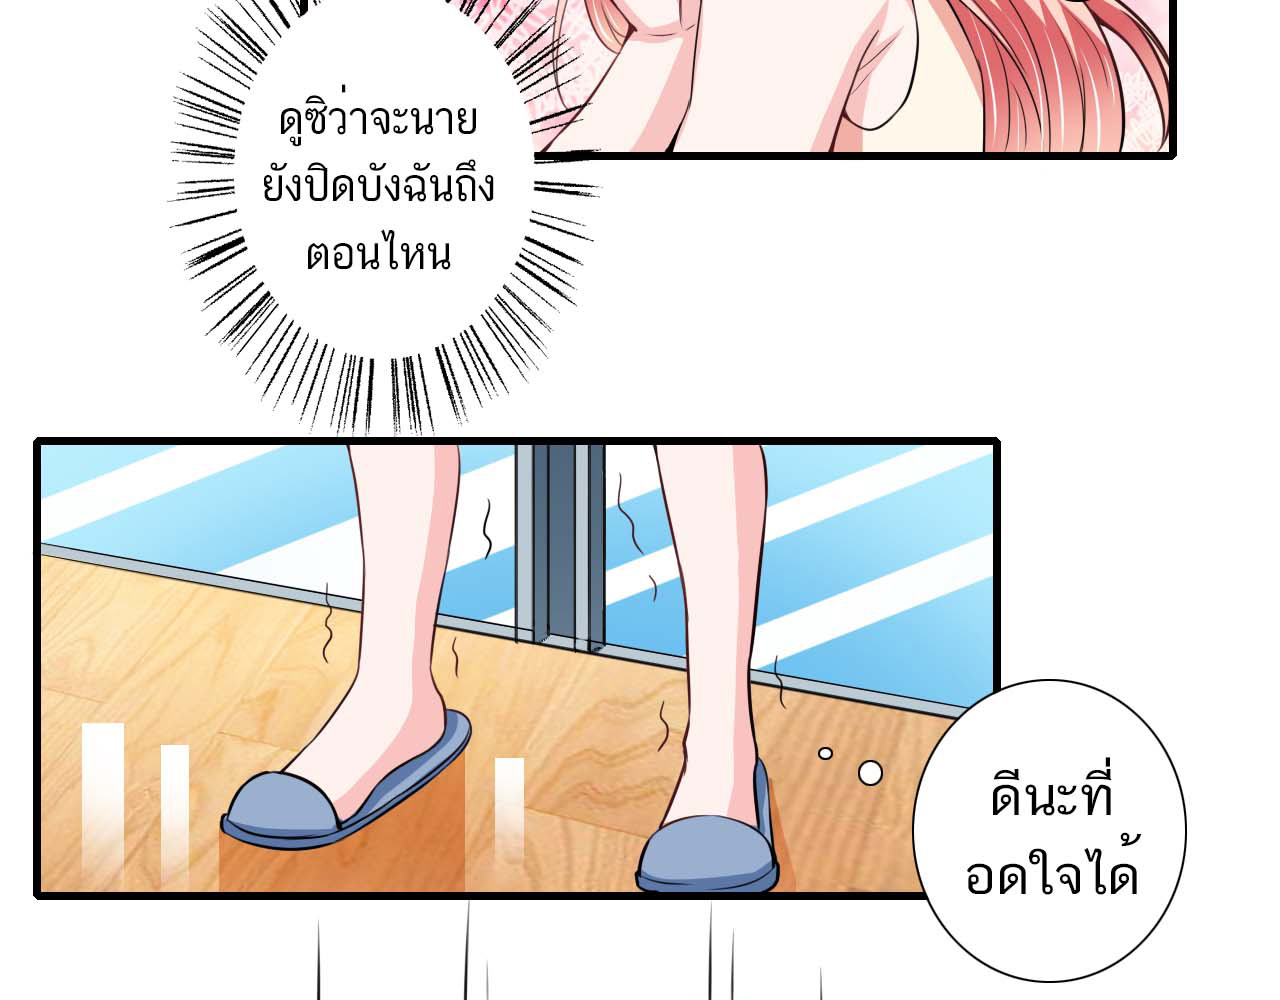 ดูซิว่าจะนาย
ยังปิดบังฉันถึง
ตอนไหน
ดีนะที่
อดใจได้